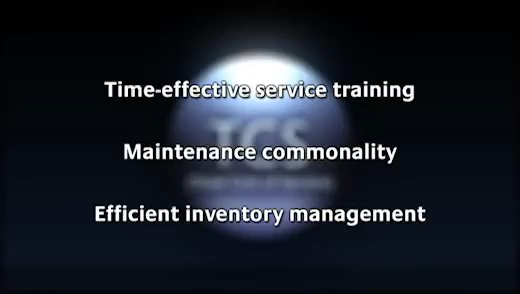 Time-effective service training
Maintenance commonality
TCS
Efficient inventory management